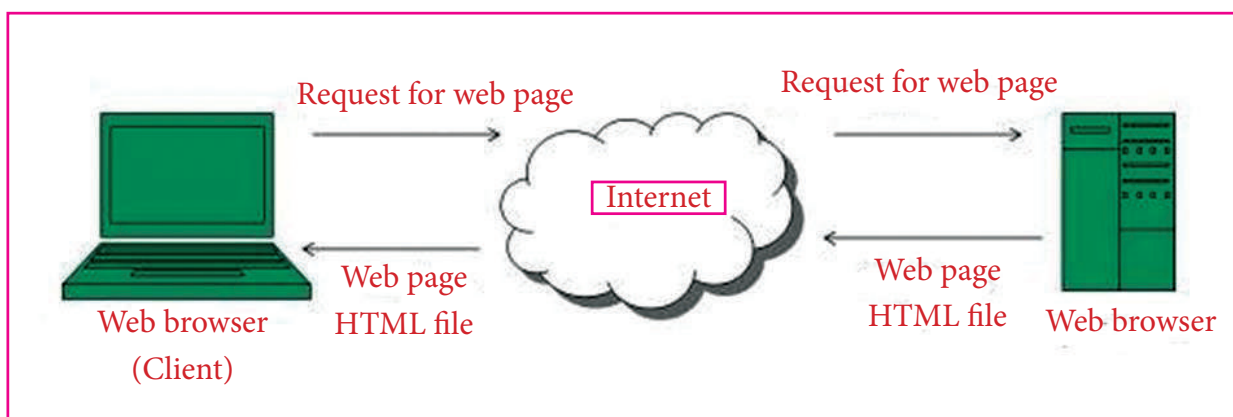 Request for web page
Request for web page
Internet
Web page
HTML file
Web page
HTML file
Web browser
(Client)
Web browser